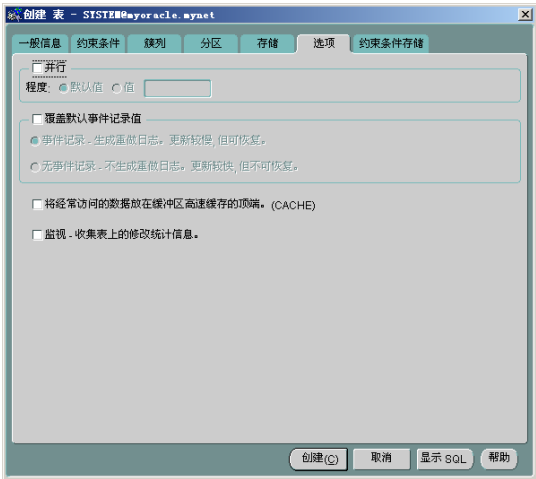 创建 表 - SYSTEM@myoracle.mynet
一般信息 约束条件 簇列 分区 存储 选项 约束条件存储
并行
程度: 默认值 值
覆盖默认事件记录值
事件记录 - 生成重做日志。更新较慢, 但可恢复。
无事件记录 - 不生成重做日志。更新较快, 但不可恢复。
将经常访问的数据放在缓冲区高速缓存的顶端。(CACHE)
监视 - 收集表上的修改统计信息。
创建(C) 取消 显示 SQL 帮助